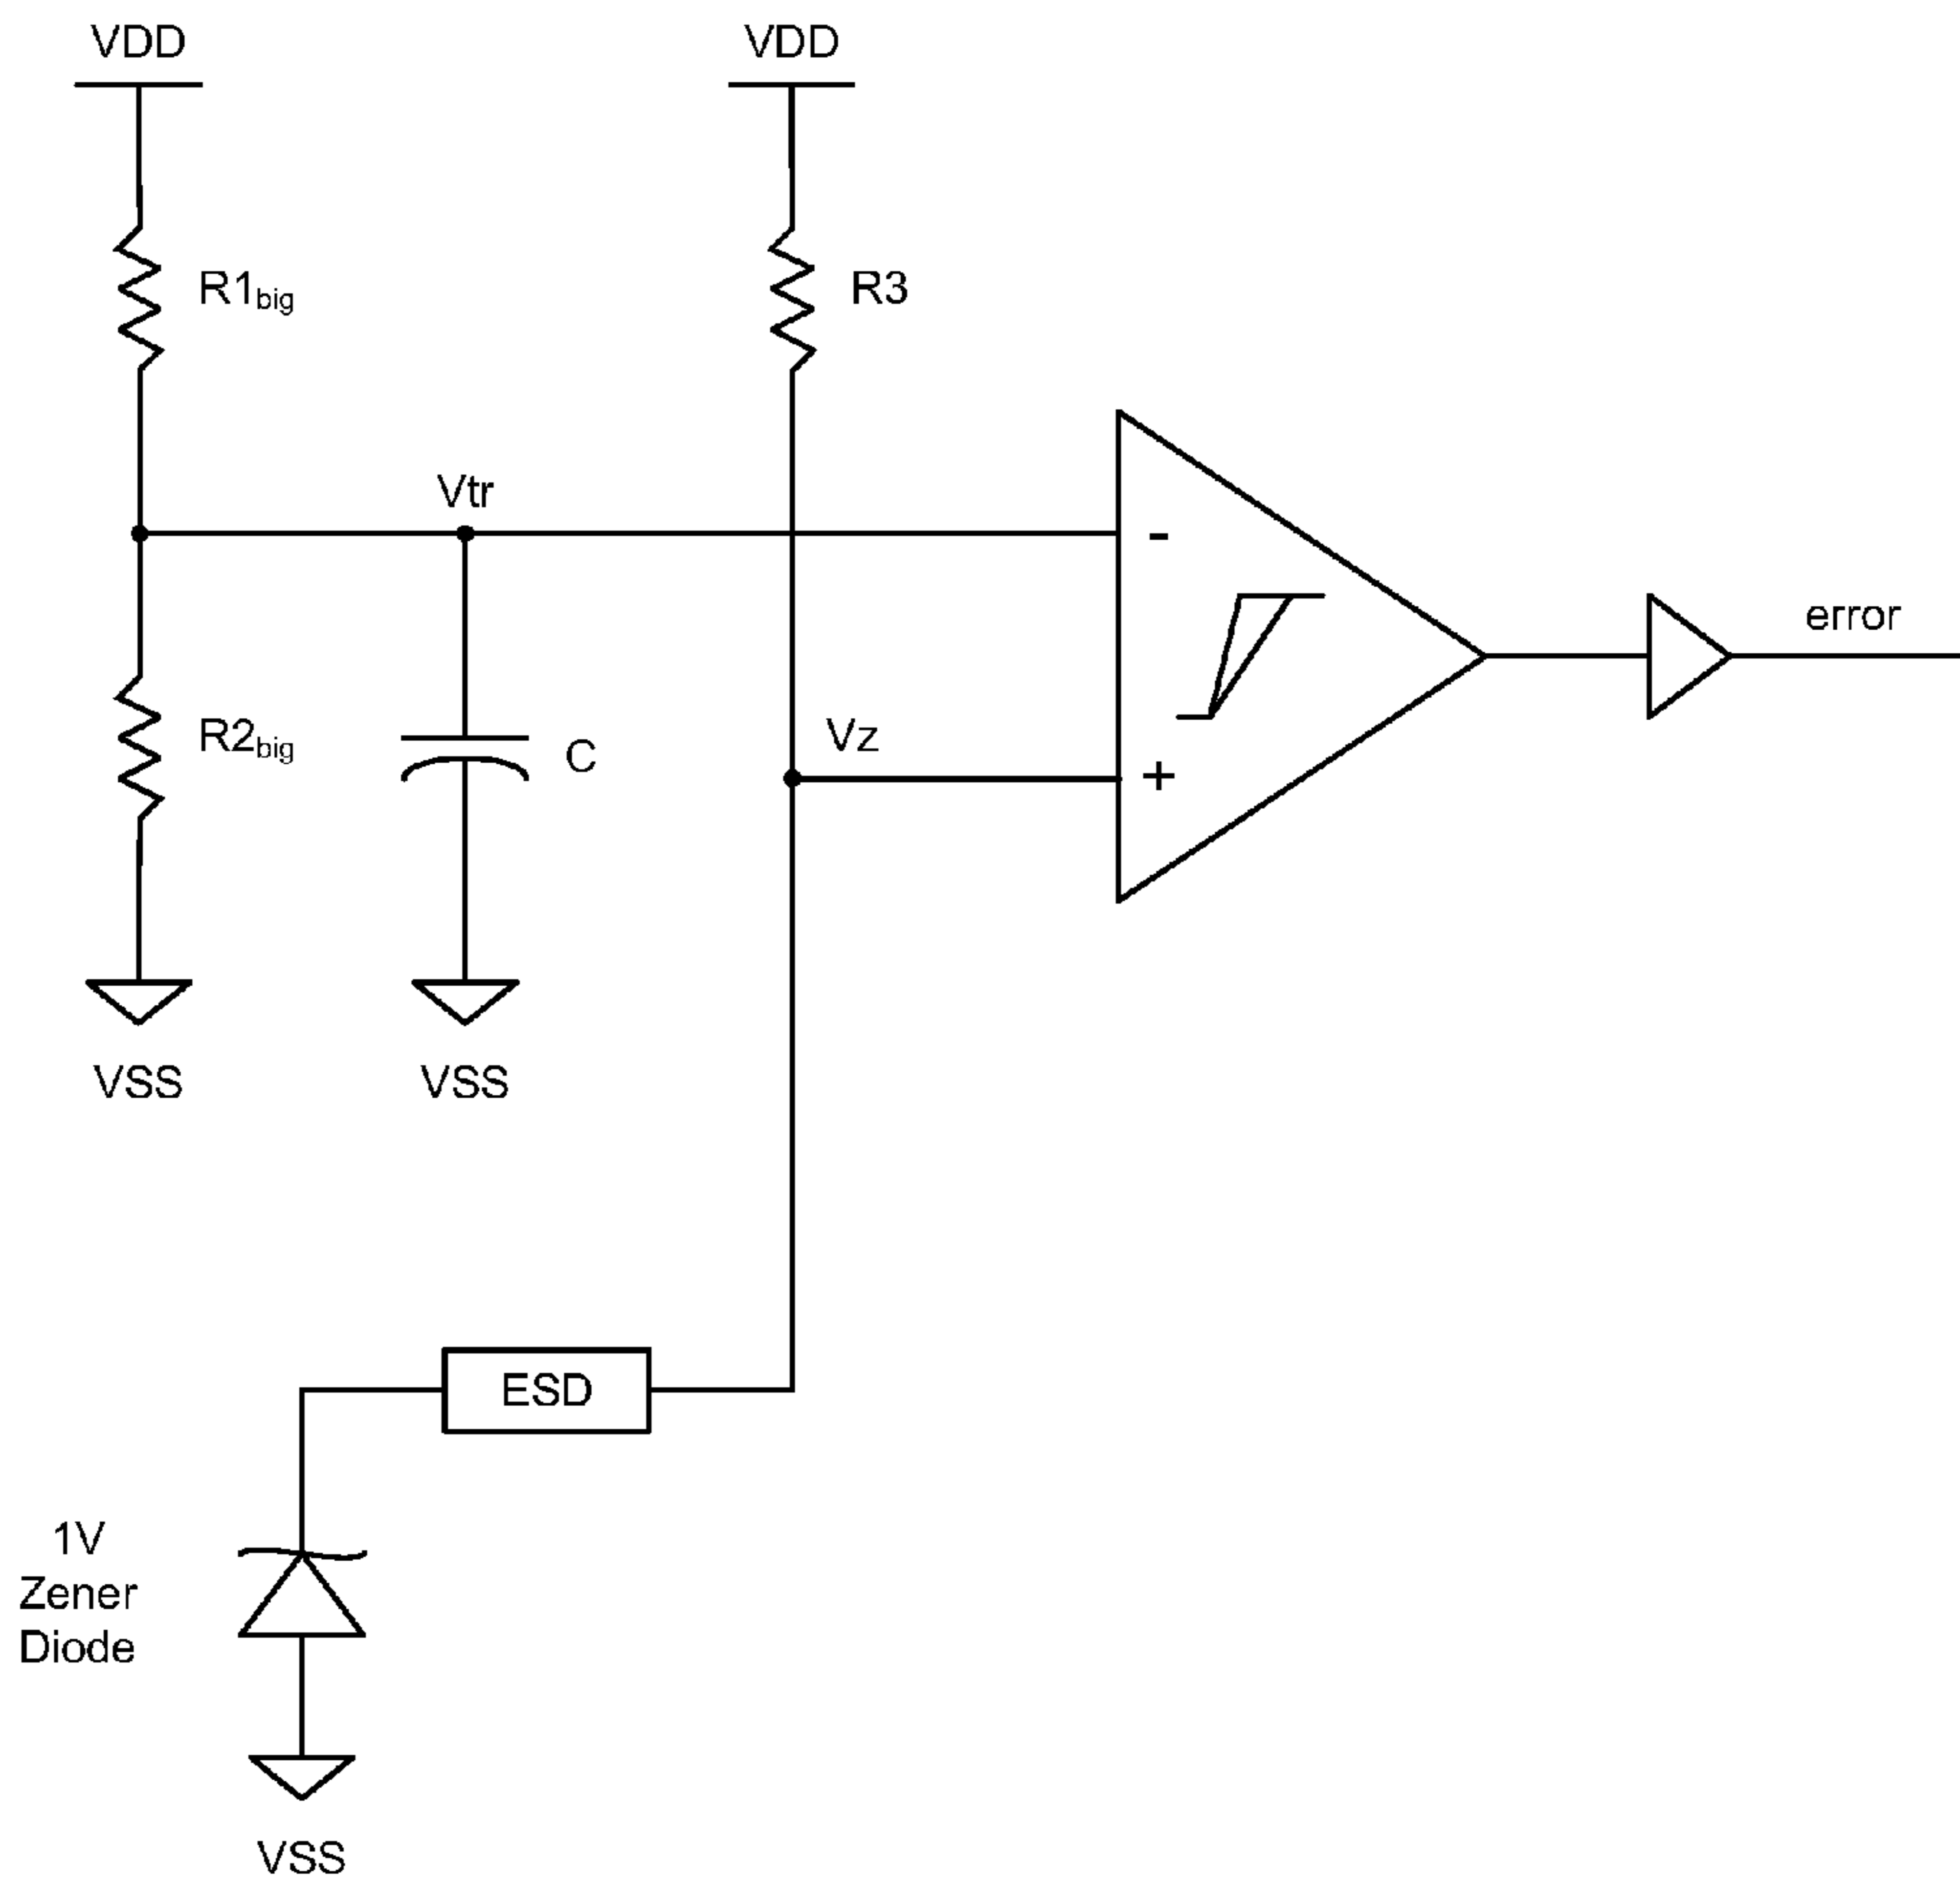 VDD
VDD
R1big
R3
Vtr
-
error
R2big
C
Vz
+
VSS
VSS
ESD
1V
Zener
Diode
VSS